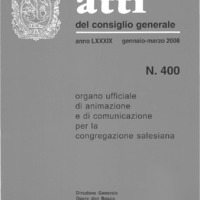 atti
del consiglio generale
anno LXXXIX gennaio-marzo 2008
N. 400
organo ufficiale
di animazione
e di comunicazione
per la
congregazione salesiana
Direzione Generale
Opere Don Bosco